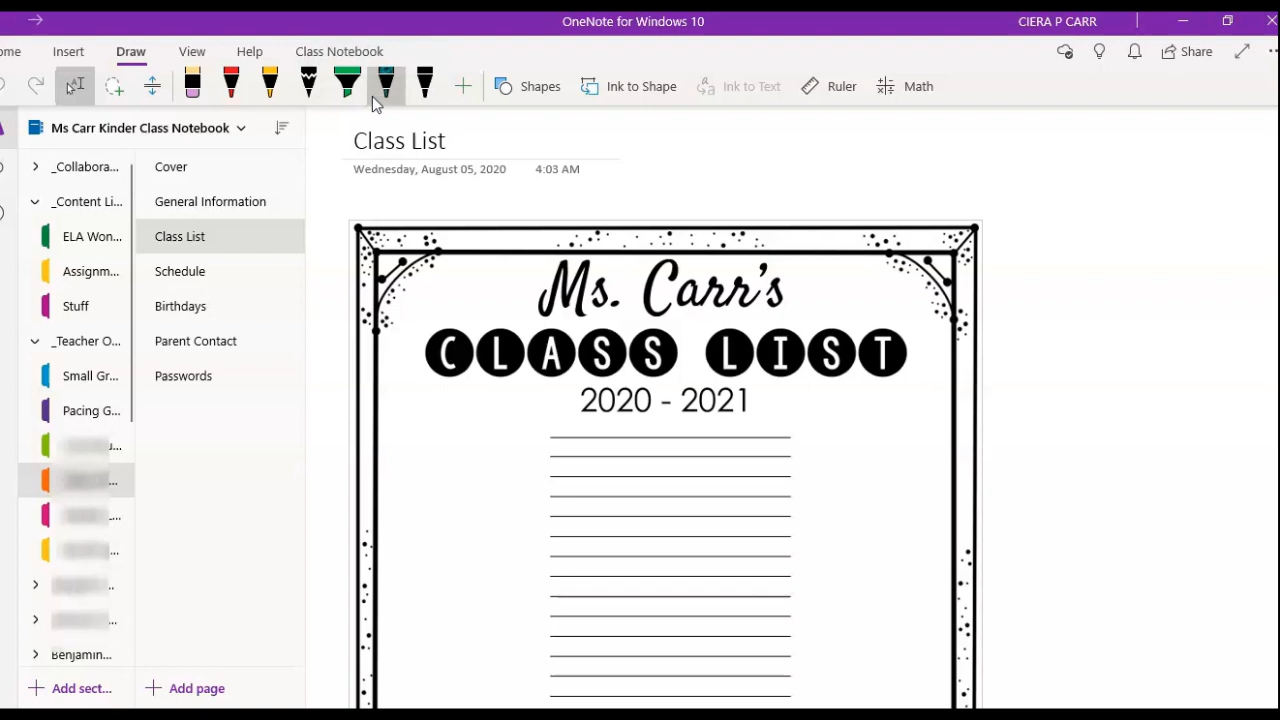 OneNote for Windows 10
CIERA P CARR
ome Insert Draw View Help Class Notebook Share
Shapes Ink to Shape Ink to Text Ruler Math
Ms Carr Kinder Class Notebook
_Collabora...
_Content Li...
ELA Won...
Assignm...
Stuff
_Teacher O...
Small Gr...
Pacing G...
u...
...
_...
...
..
...
Benjamin...
Add sect...
Cover
General Information
Class List
Schedule
Birthdays
Parent Contact
Passwords
Add page
Class List
Wednesday, August 05, 2020 4:03 AM
Ms. Carr's
CLASS LIST
2020 - 2021